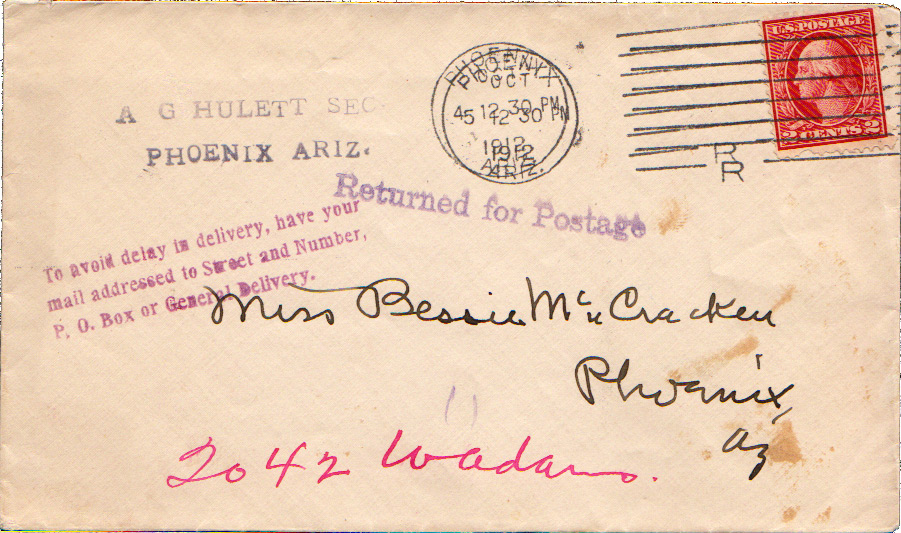 U.S. POSTAGE
2 CENTS 2
PHOENIX
OCT
12-30 PM
1912
ARIZ.
R
R
A G HULETT SEC
PHOENIX ARIZ.
Returned for Postage
To avoid delay in delivery, have your
mail addressed to Street and Number,
P. O. Box or General Delivery.
Miss Bessie McCracken
Phoenix,
Az
2042 W adams.